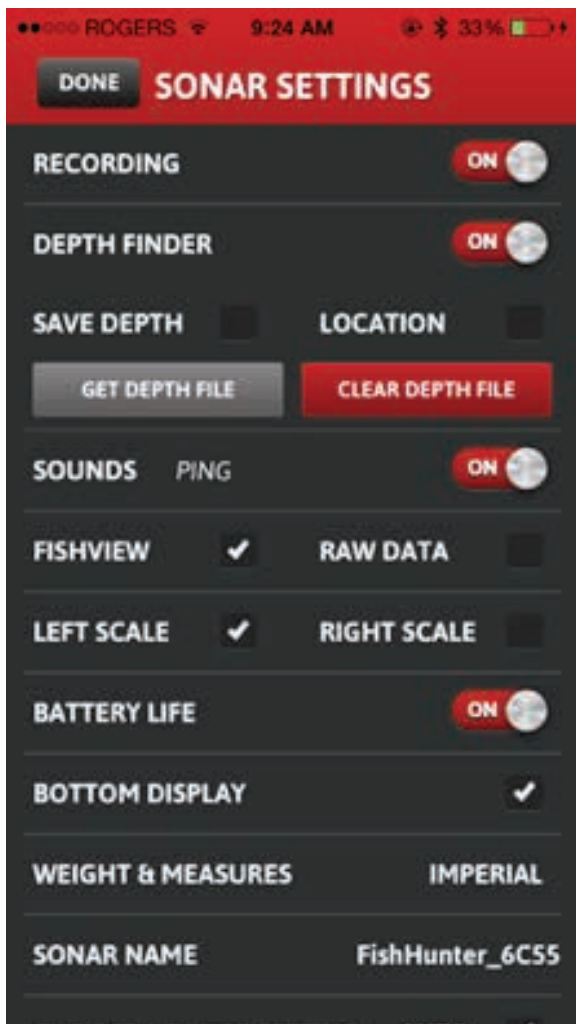 ROGERS 9:24 AM 33%
DONE SONAR SETTINGS
RECORDING ON
DEPTH FINDER ON
SAVE DEPTH LOCATION
GET DEPTH FILE CLEAR DEPTH FILE
SOUNDS PING ON
FISHVIEW RAW DATA
LEFT SCALE RIGHT SCALE
BATTERY LIFE ON
BOTTOM DISPLAY
WEIGHT & MEASURES IMPERIAL
SONAR NAME FishHunter_6C55